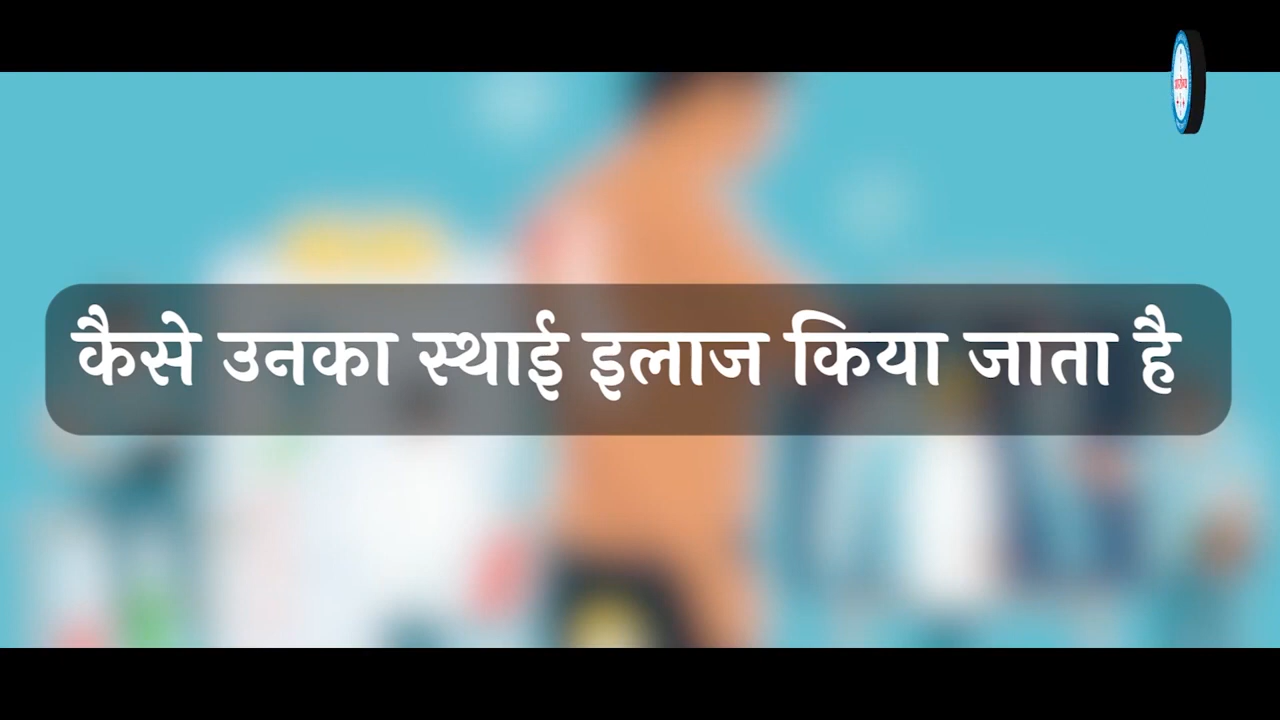 कैसे उनका स्थाई इलाज किया जाता है